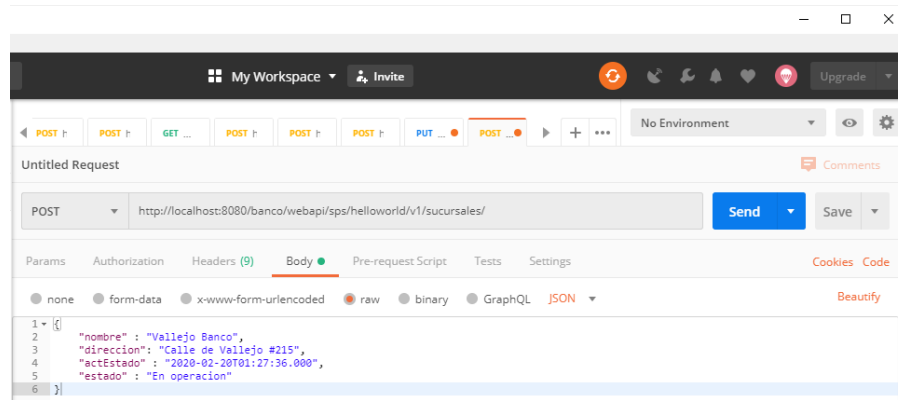 My Workspace Invite Upgrade
POST POST GET ... POST POST POST PUT ... POST ... + ••• No Environment
Untitled Request Comments
POST http://localhost:8080/banco/webapi/sps/helloworld/v1/sucursales/ Send Save
Params Authorization Headers (9) Body Pre-request Script Tests Settings Cookies Code
none form-data x-www-form-urlencoded raw binary GraphQL JSON Beautify
1 {
2 "nombre" : "Vallejo Banco",
3 "direccion": "Calle de Vallejo #215",
4 "actEstado" : "2020-02-20T01:27:36.000",
5 "estado" : "En operacion"
6 }